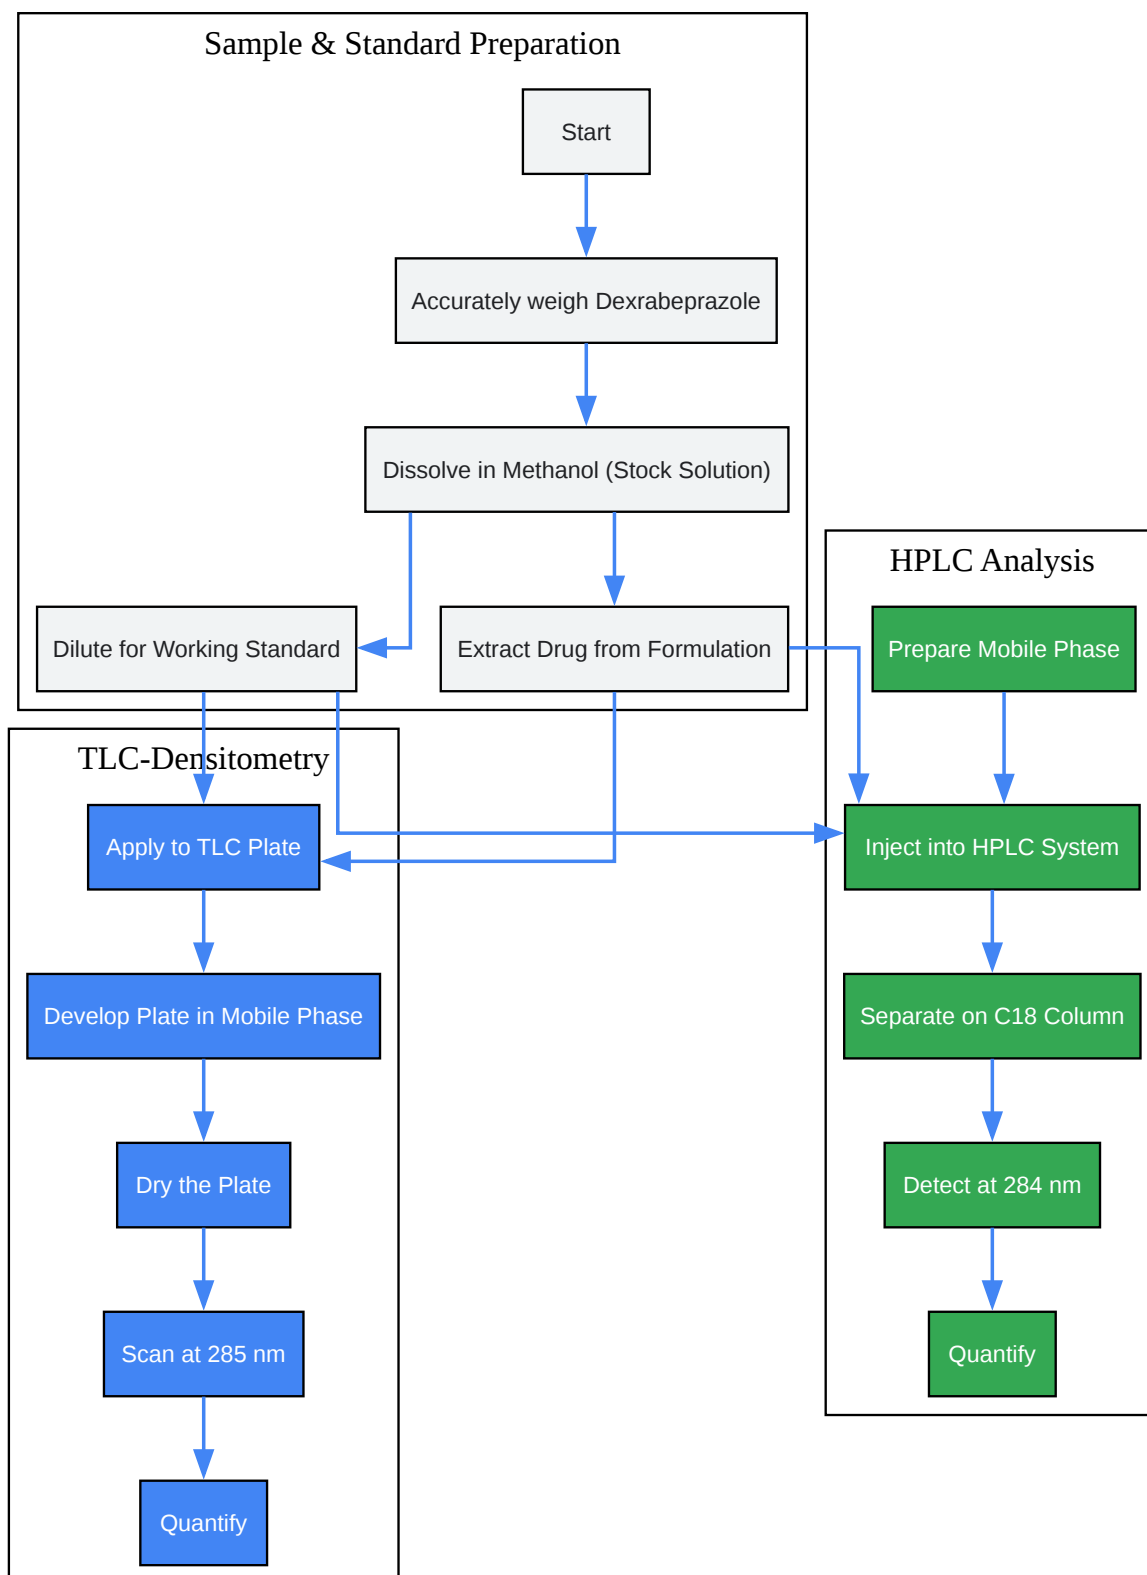 Sample & Standard Preparation
Start
Accurately weigh Dexrabeprazole
Dissolve in Methanol (Stock Solution)
Dilute for Working Standard
Extract Drug from Formulation
HPLC Analysis
Prepare Mobile Phase
Inject into HPLC System
Separate on C18 Column
Detect at 284 nm
Quantify
TLC-Densitometry
Apply to TLC Plate
Develop Plate in Mobile Phase
Dry the Plate
Scan at 285 nm
Quantify